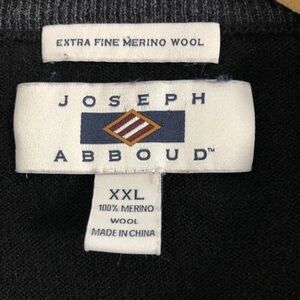 EXTRA FINE MERINO WOOL
JOSEPH
ABBOUD™
XXL
100% MERINO
WOOL
MADE IN CHINA